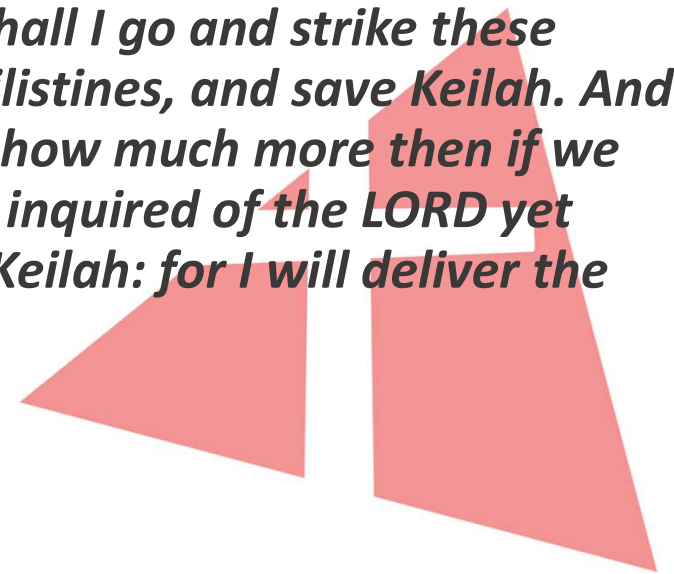 hall I go and strike these
listines, and save Keilah. And
how much more then if we
inquired of the LORD yet
Keilah: for I will deliver the